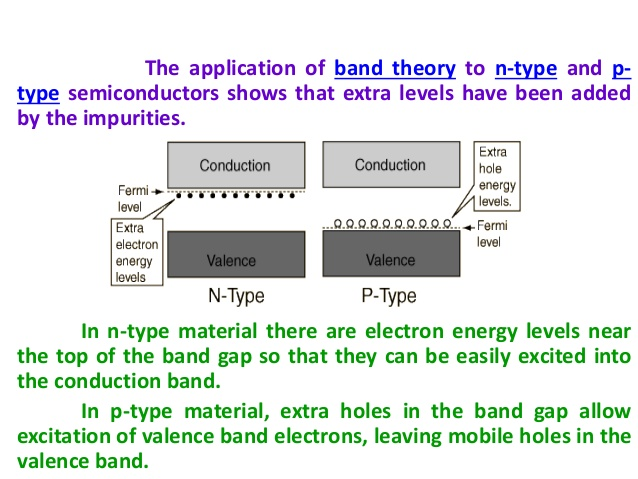 The application of band theory to n-type and p-
type semiconductors shows that extra levels have been added
by the impurities.
Conduction
Conduction
Extra
hole
energy
levels.
Fermi
level
Extra
electron
energy
levels
Fermi
level
Valence
Valence
N-Type
P-Type
In n-type material there are electron energy levels near
the top of the band gap so that they can be easily excited into
the conduction band.
In p-type material, extra holes in the band gap allow
excitation of valence band electrons, leaving mobile holes in the
valence band.